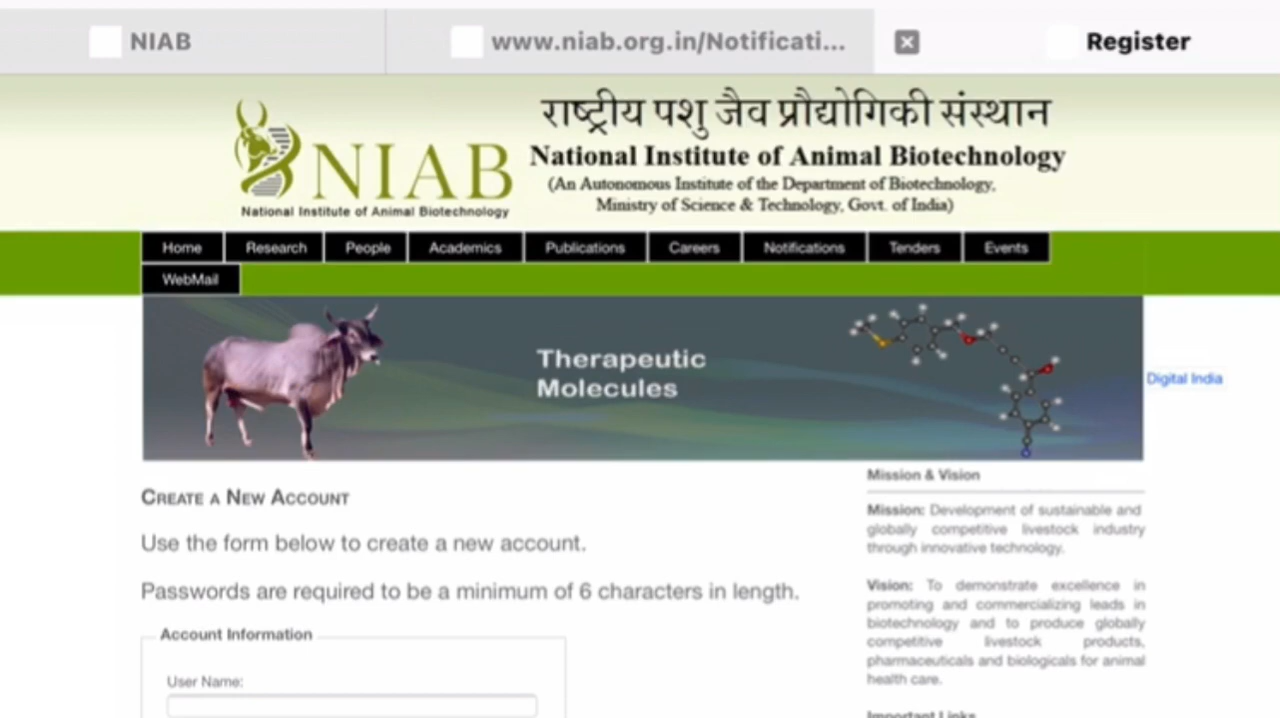 NIAB
www.niab.org.in/Notificati...
Register
राष्ट्रीय पशु जैव प्रौद्योगिकी संस्थान
NIAB
National Institute of Animal Biotechnology
National Institute of Animal Biotechnology
(An Autonomous Institute of the Department of Biotechnology,
Ministry of Science & Technology, Govt. of India)
Home
Research
People
Academics
Publications
Careers
Notifications
Tenders
Events
WebMail
Therapeutic
Molecules
Digital India
CREATE A NEW ACCOUNT
Use the form below to create a new account.
Passwords are required to be a minimum of 6 characters in length.
Account Information
User Name:
Mission & Vision
Mission: Development of sustainable and
globally competitive livestock industry
through innovative technology.
Vision: To demonstrate excellence in
promoting and commercializing leads in
biotechnology and to produce globally
competitive livestock products,
pharmaceuticals and biologicals for animal
health care.
Important Links